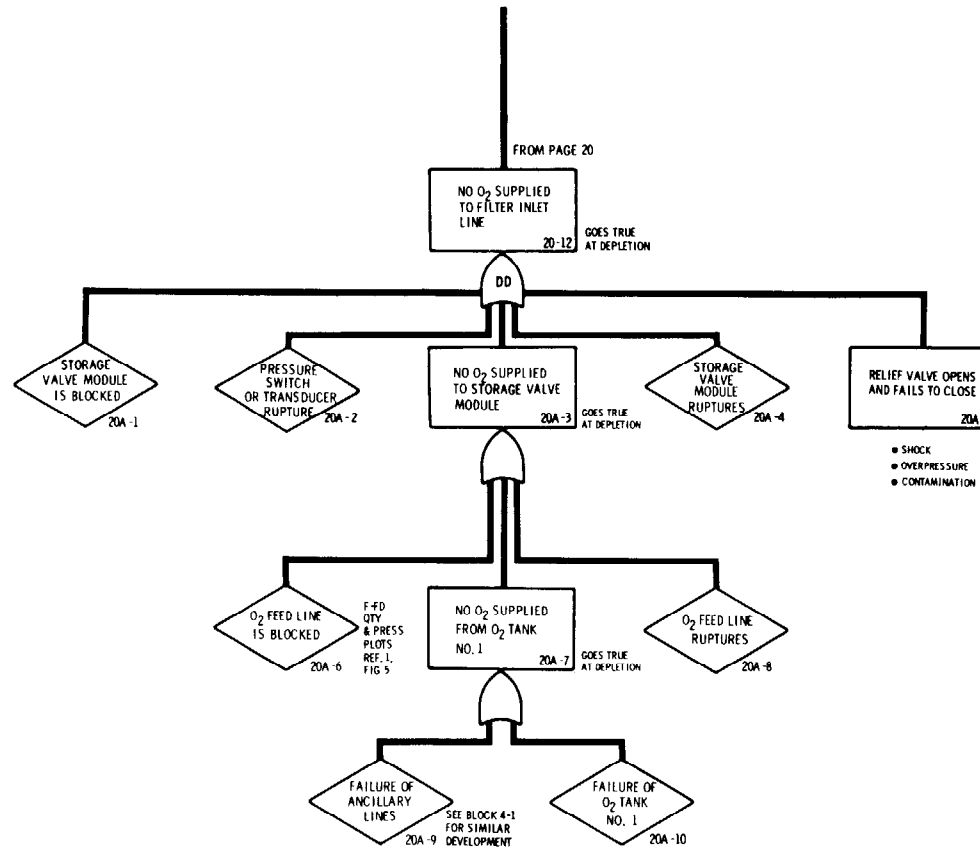 FROM PAGE 20
NO O₂ SUPPLIED
TO FILTER INLET
LINE
20-12
GOES TRUE
AT DEPLETION
DD
STORAGE
VALVE MODULE
IS BLOCKED
20A-1
PRESSURE
SWITCH
OR TRANSDUCER
RUPTURE
20A-2
NO O₂ SUPPLIED
TO STORAGE VALVE
MODULE
20A-3
GOES TRUE
AT DEPLETION
STORAGE
VALVE
MODULE
RUPTURES
20A-4
RELIEF VALVE OPENS
AND FAILS TO CLOSE
20A
• SHOCK
• OVERPRESSURE
• CONTAMINATION
O₂ FEED LINE
IS BLOCKED
20A-6
F-FD
QTY
& PRESS
PLOTS
REF. 1,
FIG 5
NO O₂ SUPPLIED
FROM O₂ TANK
NO. 1
20A-7
GOES TRUE
AT DEPLETION
O₂ FEED LINE
RUPTURES
20A-8
FAILURE OF
ANCILLARY
LINES
20A-9
SEE BLOCK 4-1
FOR SIMILAR
DEVELOPMENT
FAILURE OF
O₂ TANK
NO. 1
20A-10